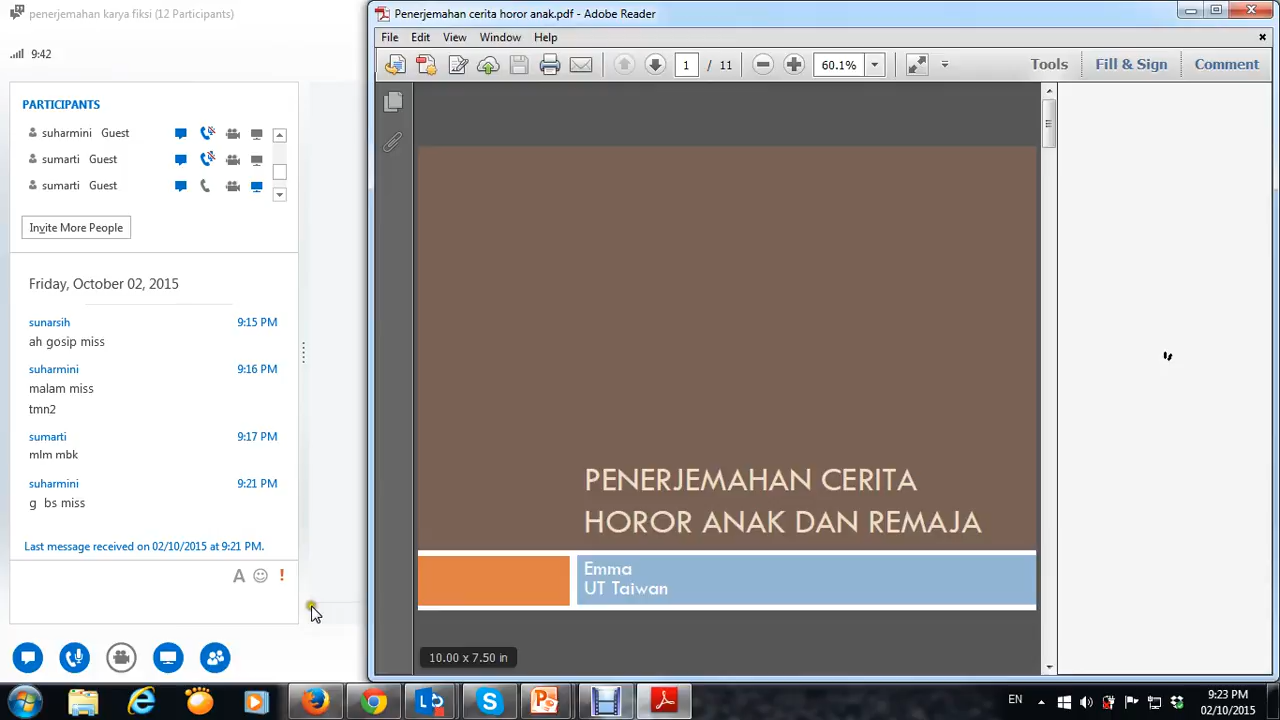 penerjemahan karya fiksi (12 Participants)
9:42
PARTICIPANTS
suharmini Guest
sumarti Guest
sumarti Guest
Invite More People
Friday, October 02, 2015
sunarsih 9:15 PM
ah gosip miss
suharmini 9:16 PM
malam miss
tmn2
sumarti 9:17 PM
mlm mbk
suharmini 9:21 PM
g bs miss
Last message received on 02/10/2015 at 9:21 PM.
A
!
Penerjemahan cerita horor anak.pdf - Adobe Reader
File Edit View Window Help
1 / 11 60.1% Tools Fill & Sign Comment
PENERJEMAHAN CERITA
HOROR ANAK DAN REMAJA
Emma
UT Taiwan
10.00 x 7.50 in
EN
9:23 PM
02/10/2015